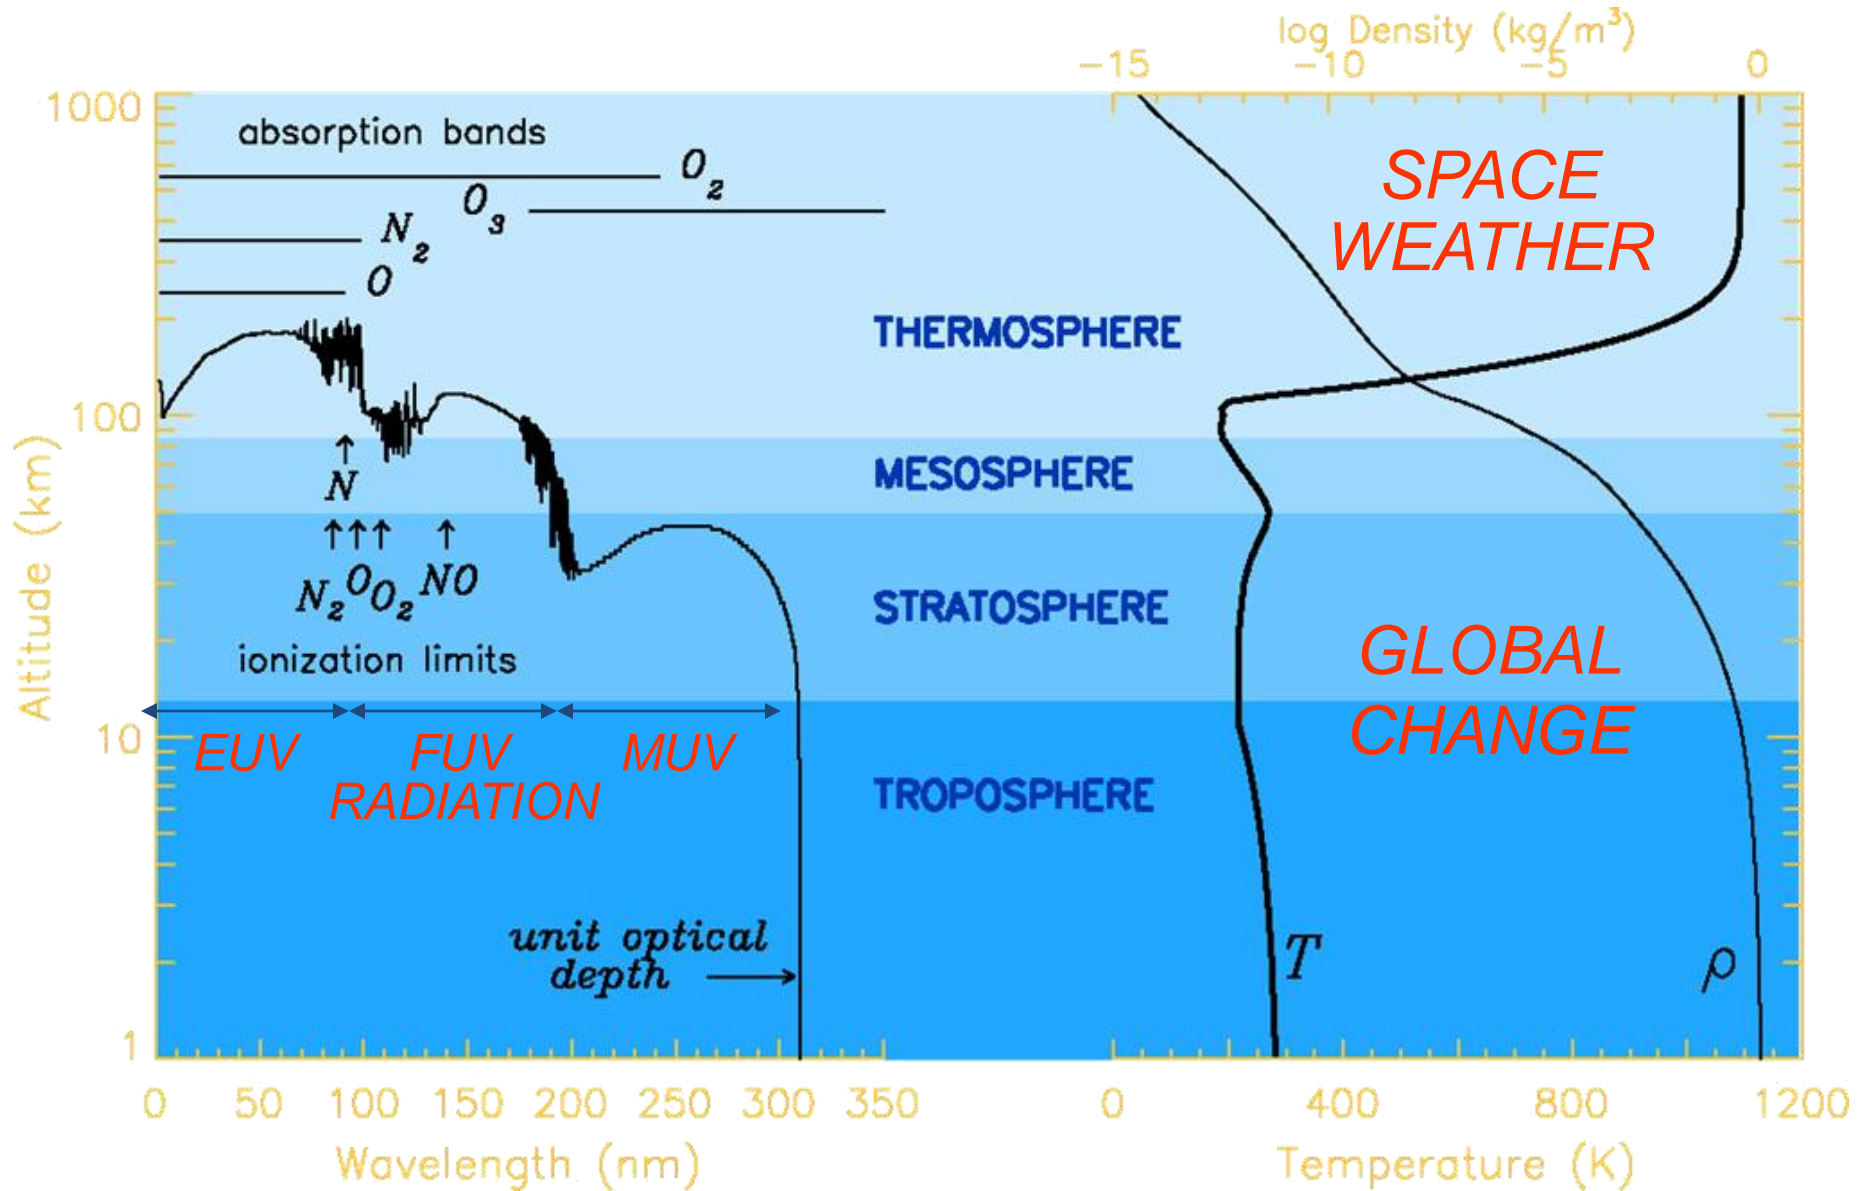 log Density (kg/m³)
−15 −10 −5 0
1000
absorption bands
O₂
O₃
N₂
O
SPACE
WEATHER
THERMOSPHERE
100
N
MESOSPHERE
N₂ O O₂ NO
STRATOSPHERE
ionization limits
GLOBAL
CHANGE
Altitude (km)
10
EUV FUV MUV
RADIATION
TROPOSPHERE
unit optical
depth
T
ρ
1
0 50 100 150 200 250 300 350
0 400 800 1200
Wavelength (nm)
Temperature (K)